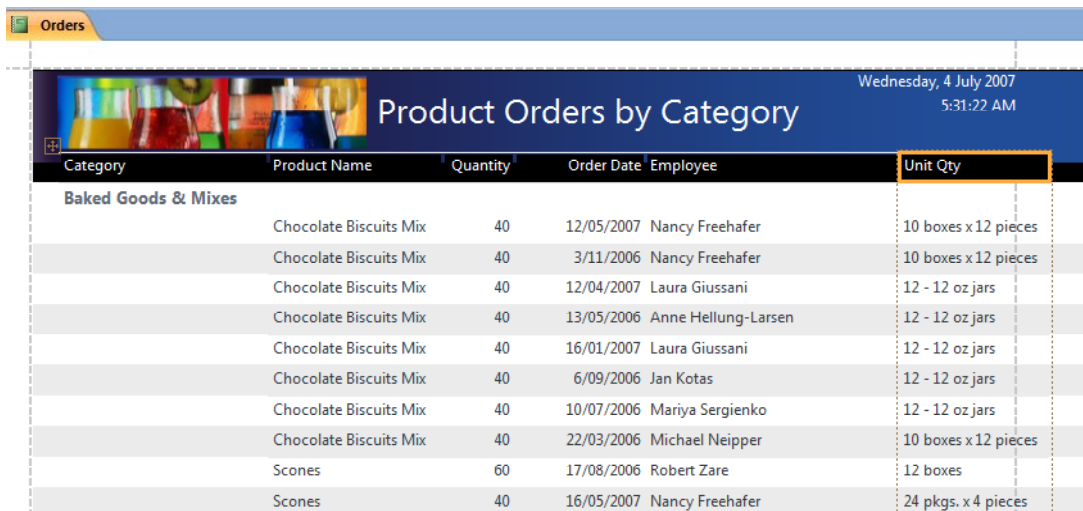 Orders
Wednesday, 4 July 2007
Product Orders by Category
5:31:22 AM
Category Product Name Quantity Order Date Employee Unit Qty
Baked Goods & Mixes
Chocolate Biscuits Mix 40 12/05/2007 Nancy Freehafer 10 boxes x 12 pieces
Chocolate Biscuits Mix 40 3/11/2006 Nancy Freehafer 10 boxes x 12 pieces
Chocolate Biscuits Mix 40 12/04/2007 Laura Giussani 12 - 12 oz jars
Chocolate Biscuits Mix 40 13/05/2006 Anne Hellung-Larsen 12 - 12 oz jars
Chocolate Biscuits Mix 40 16/01/2007 Laura Giussani 12 - 12 oz jars
Chocolate Biscuits Mix 40 6/09/2006 Jan Kotas 12 - 12 oz jars
Chocolate Biscuits Mix 40 10/07/2006 Mariya Sergienko 12 - 12 oz jars
Chocolate Biscuits Mix 40 22/03/2006 Michael Neipper 10 boxes x 12 pieces
Scones 60 17/08/2006 Robert Zare 12 boxes
Scones 40 16/05/2007 Nancy Freehafer 24 pkgs. x 4 pieces